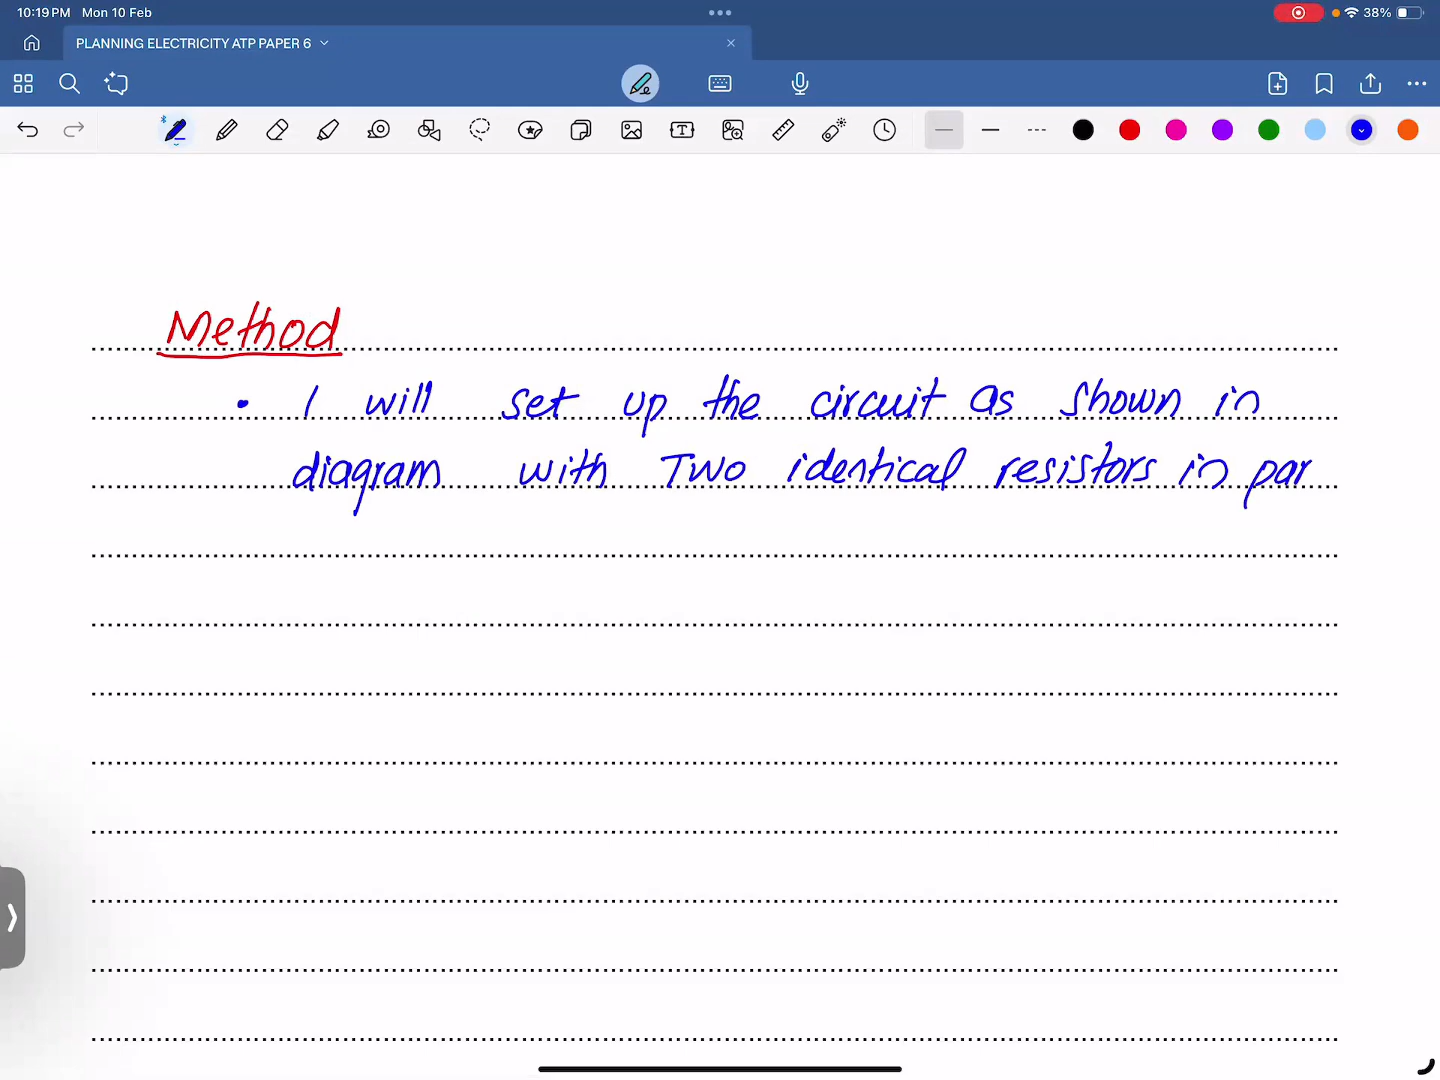 10:19 PM Mon 10 Feb
38%
PLANNING ELECTRICITY ATP PAPER 6
Method
• I will set up the circuit as shown in
diagram with Two identical resistors in par